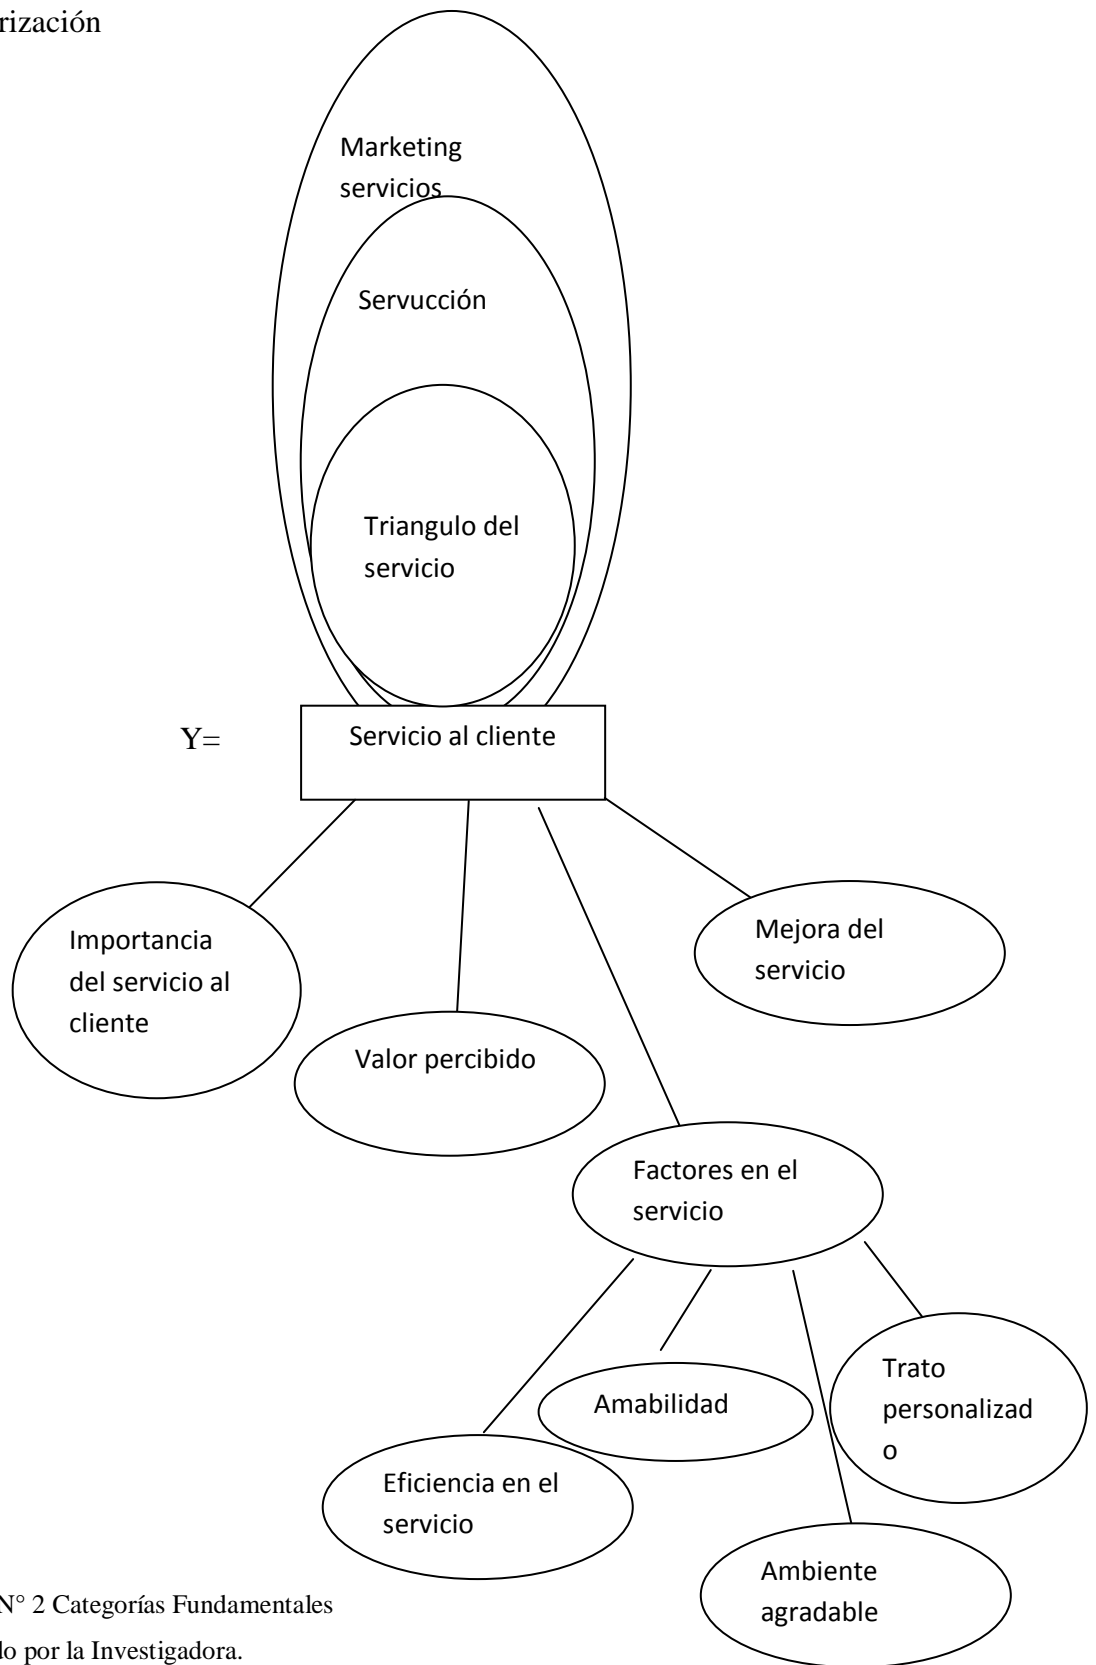 rización
Marketing
servicios
Servucción
Triangulo del
servicio
Y=
Servicio al cliente
Importancia
del servicio al
cliente
Valor percibido
Mejora del
servicio
Factores en el
servicio
Eficiencia en el
servicio
Amabilidad
Ambiente
agradable
Trato
personalizad
o
N° 2 Categorías Fundamentales
do por la Investigadora.